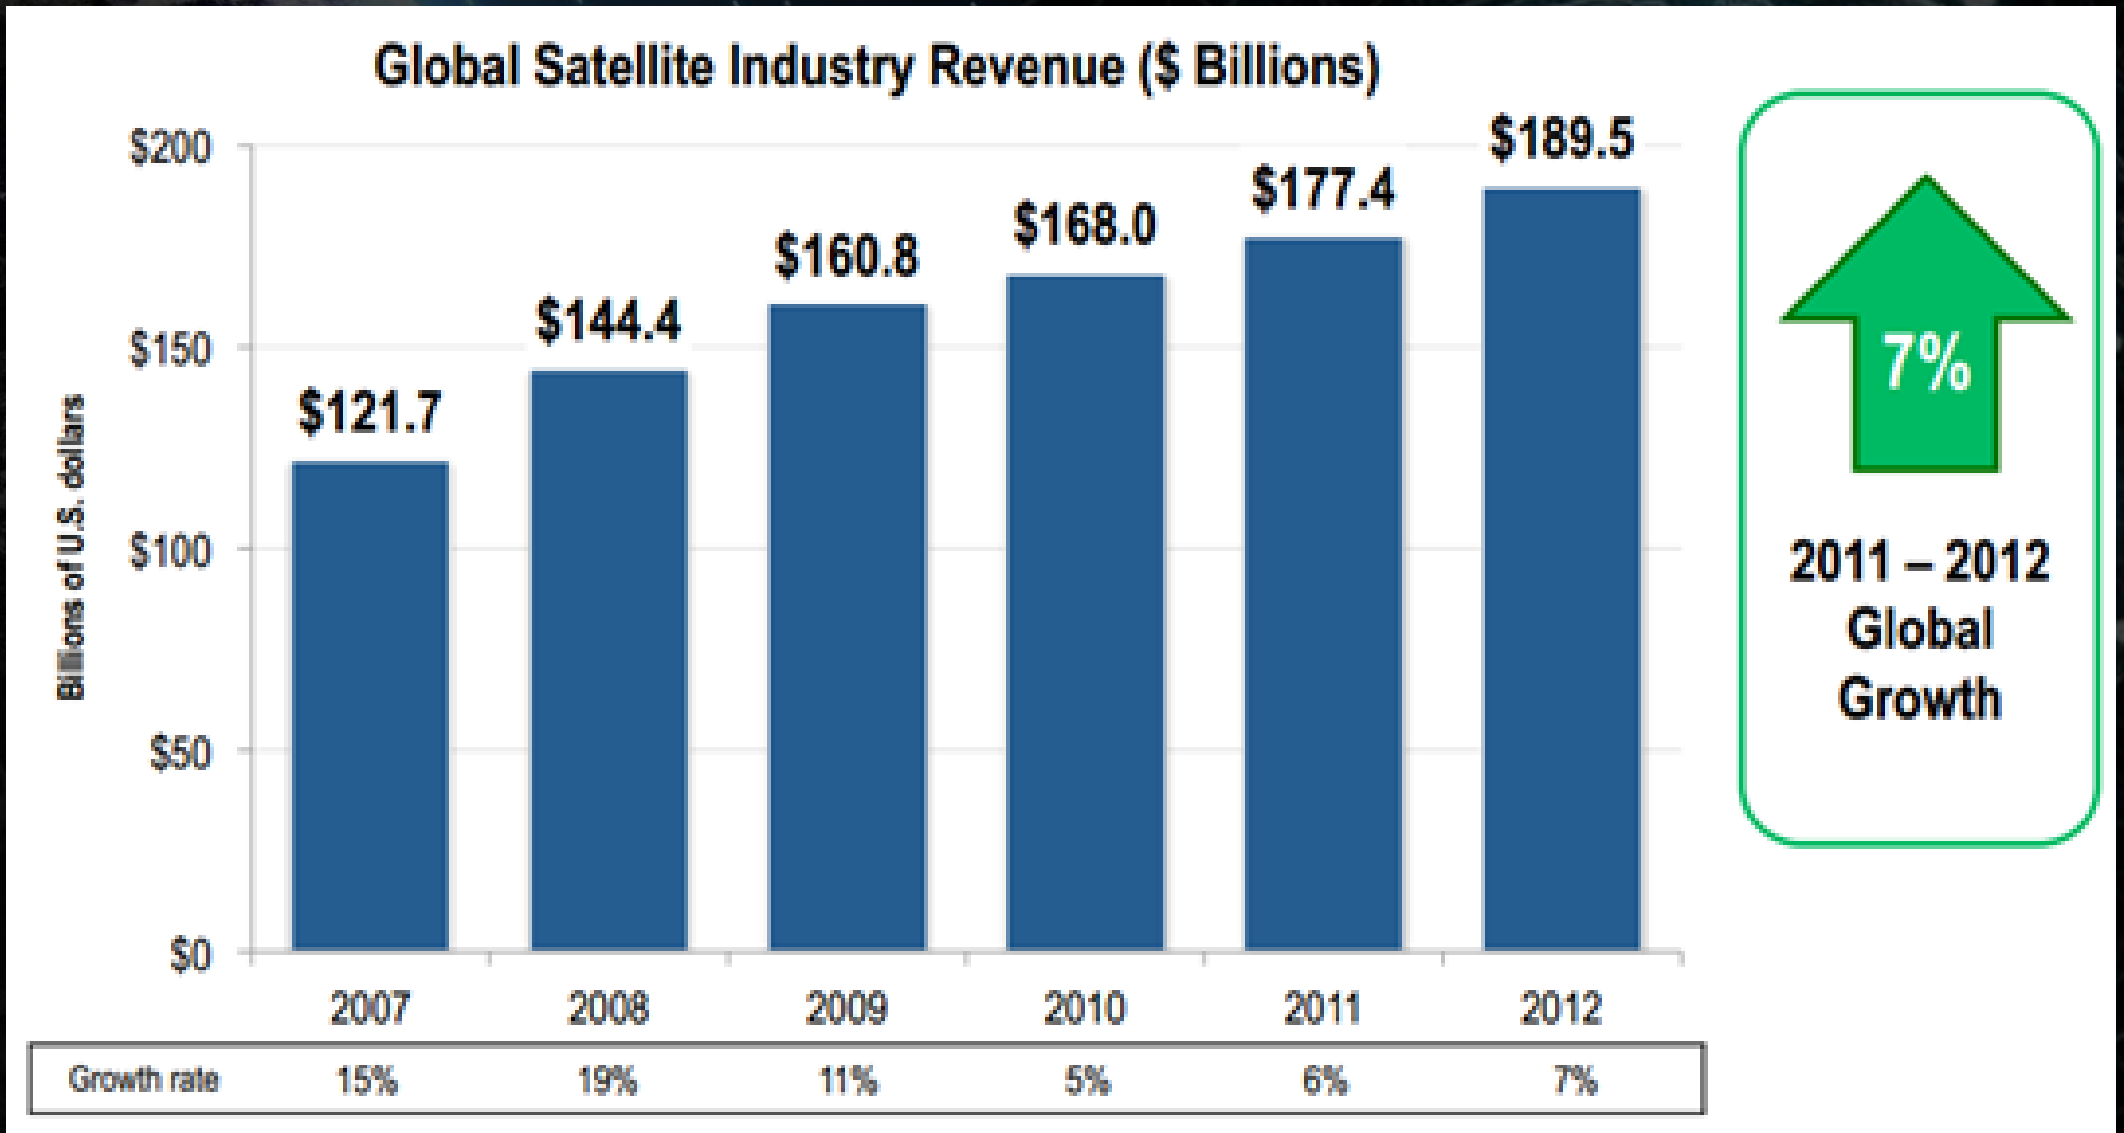 Global Satellite Industry Revenue ($ Billions)
Billions of U.S. dollars
$200
$150
$100
$50
$0
$121.7
$144.4
$160.8
$168.0
$177.4
$189.5
2007 2008 2009 2010 2011 2012
Growth rate 15% 19% 11% 5% 6% 7%
7%
2011 – 2012
Global
Growth